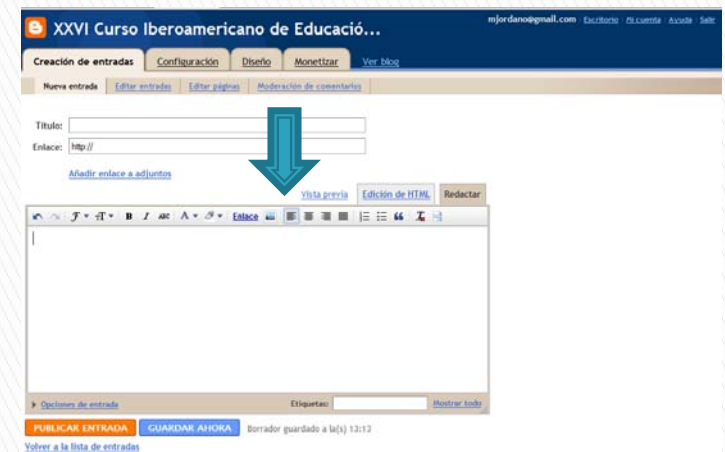 XXVI Curso Iberoamericano de Educació...
mjordano@gmail.com Escritorio Mi cuenta Ayuda Salir
Creación de entradas Configuración Diseño Monetizar Ver blog
Nueva entrada Editar entradas Editar páginas Moderación de comentarios
Título:
Enlace: http://
Añadir enlace a adjuntos
Vista previa Edición de HTML Redactar
F T B I ABC A Enlace
Opciones de entrada Etiquetas: Mostrar todo
PUBLICAR ENTRADA GUARDAR AHORA Borrador guardado a la(s) 13:13
Volver a la lista de entradas